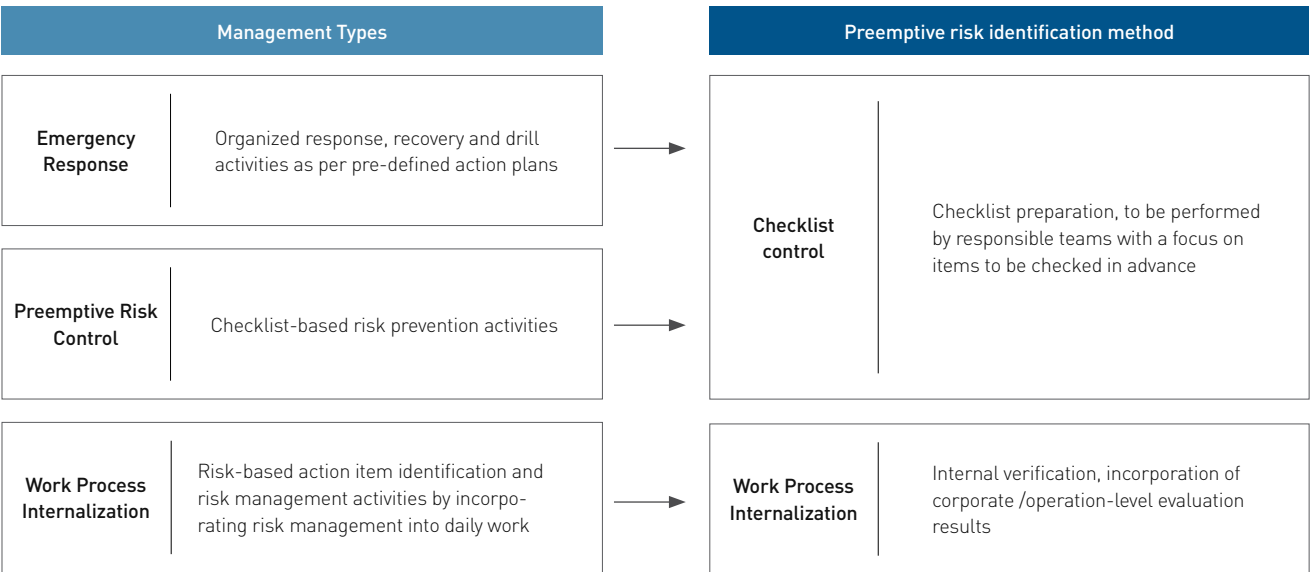 Management Types
Preemptive risk identification method
Emergency
Response
Organized response, recovery and drill
activities as per pre-defined action plans
Preemptive Risk
Control
Checklist-based risk prevention activities
Checklist
control
Checklist preparation, to be performed
by responsible teams with a focus on
items to be checked in advance
Work Process
Internalization
Risk-based action item identification and
risk management activities by incorpo-
rating risk management into daily work
Work Process
Internalization
Internal verification, incorporation of
corporate /operation-level evaluation
results